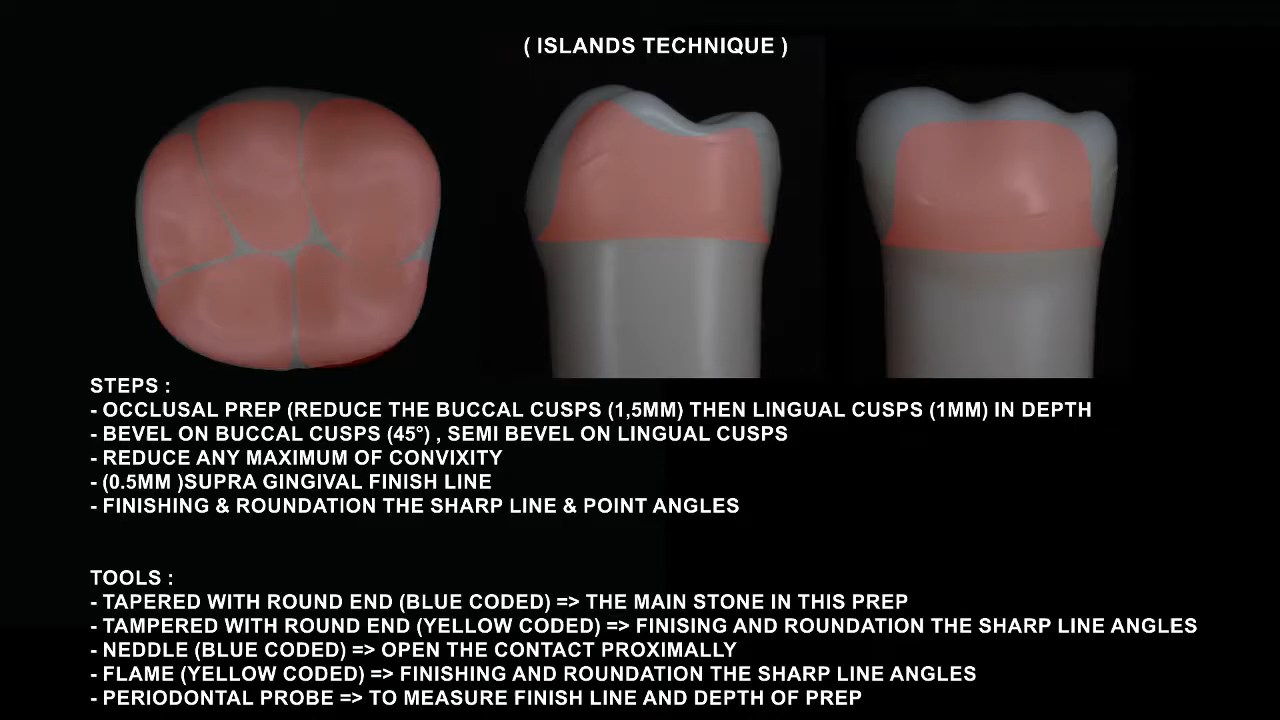 ( ISLANDS TECHNIQUE )
STEPS :
- OCCLUSAL PREP (REDUCE THE BUCCAL CUSPS (1,5MM) THEN LINGUAL CUSPS (1MM) IN DEPTH
- BEVEL ON BUCCAL CUSPS (45°) , SEMI BEVEL ON LINGUAL CUSPS
- REDUCE ANY MAXIMUM OF CONVIXITY
- (0.5MM )SUPRA GINGIVAL FINISH LINE
- FINISHING & ROUNDATION THE SHARP LINE & POINT ANGLES
TOOLS :
- TAPERED WITH ROUND END (BLUE CODED) => THE MAIN STONE IN THIS PREP
- TAMPERED WITH ROUND END (YELLOW CODED) => FINISING AND ROUNDATION THE SHARP LINE ANGLES
- NEDDLE (BLUE CODED) => OPEN THE CONTACT PROXIMALLY
- FLAME (YELLOW CODED) => FINISHING AND ROUNDATION THE SHARP LINE ANGLES
- PERIODONTAL PROBE => TO MEASURE FINISH LINE AND DEPTH OF PREP